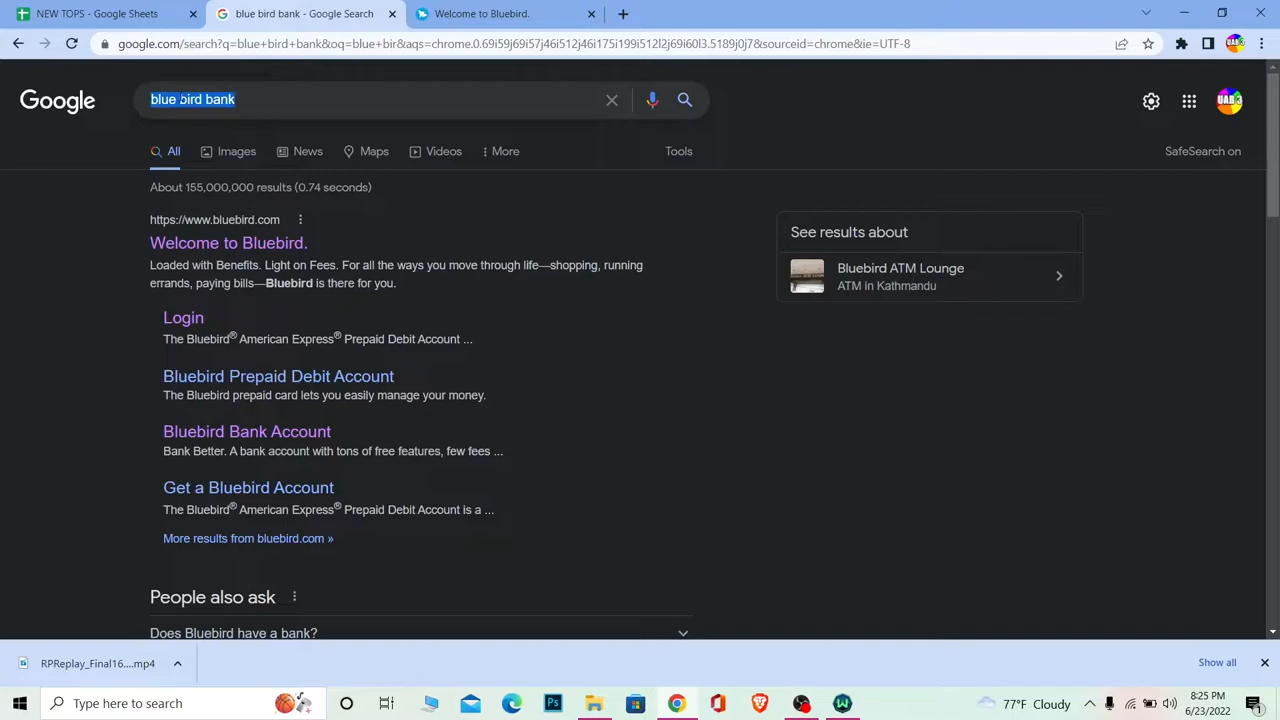 NEW TOPS - Google Sheets
blue bird bank - Google Search
Welcome to Bluebird.
google.com/search?q=blue+bird+bank&oq=blue+bir&aqs=chrome.0.69i59j69i57j46i512j46i175i199i512l2j69i60l3.5189j0j7&sourceid=chrome&ie=UTF-8
Google
blue bird bank
UAB3
All
Images
News
Maps
Videos
More
Tools
SafeSearch on
About 155,000,000 results (0.74 seconds)
https://www.bluebird.com
Welcome to Bluebird.
Loaded with Benefits. Light on Fees. For all the ways you move through life—shopping, running
errands, paying bills—Bluebird is there for you.
Login
The Bluebird® American Express® Prepaid Debit Account ...
Bluebird Prepaid Debit Account
The Bluebird prepaid card lets you easily manage your money.
Bluebird Bank Account
Bank Better. A bank account with tons of free features, few fees ...
Get a Bluebird Account
The Bluebird® American Express® Prepaid Debit Account is a ...
More results from bluebird.com »
See results about
Bluebird ATM Lounge
ATM in Kathmandu
People also ask
Does Bluebird have a bank?
RPReplay_Final16....mp4
Show all
Type here to search
Ps
77°F Cloudy
8:25 PM
6/23/2022
1